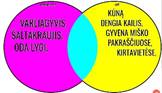 VARLIAGYVIS
ŠALTAKRAUJIS,
ODA LYGI.
KŪNĄ
DENGIA KAILIS,
GYVENA MIŠKO
PAKRAŠČIUOSE,
KIRTAVIETĖSE.